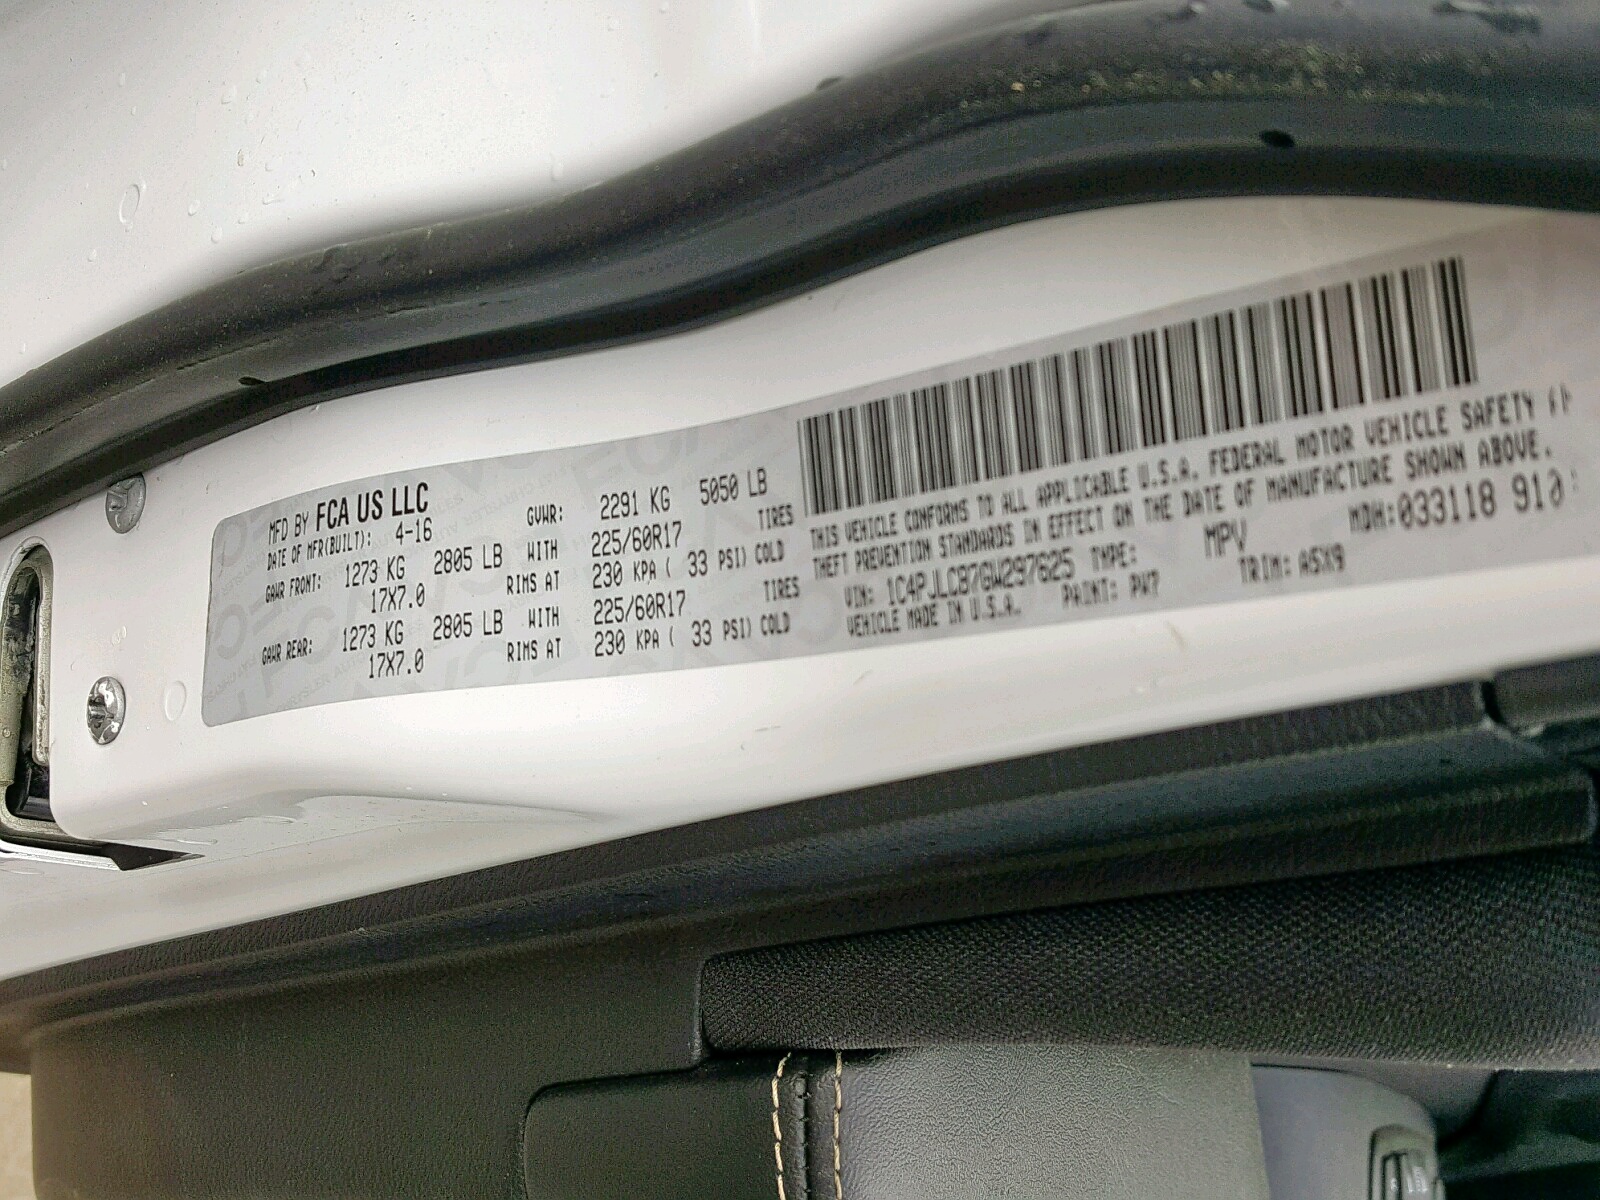 MFD BY FCA US LLC
DATE OF MFR(BUILT): 4-16 GVWR: 2291 KG 5050 LB
GAWR FRONT: 1273 KG 2805 LB WITH 225/60R17 TIRES
17X7.0 RIMS AT 230 KPA ( 33 PSI) COLD
GAWR REAR: 1273 KG 2805 LB WITH 225/60R17 TIRES
17X7.0 RIMS AT 230 KPA ( 33 PSI) COLD
THIS VEHICLE CONFORMS TO ALL APPLICABLE U.S.A. FEDERAL MOTOR VEHICLE SAFETY
THEFT PREVENTION STANDARDS IN EFFECT ON THE DATE OF MANUFACTURE SHOWN ABOVE.
VIN: 1C4PJLCB7GW297625 TYPE: MPV MDH:033118 910
VEHICLE MADE IN U.S.A. PAINT: PW7 TRIM: A5X9